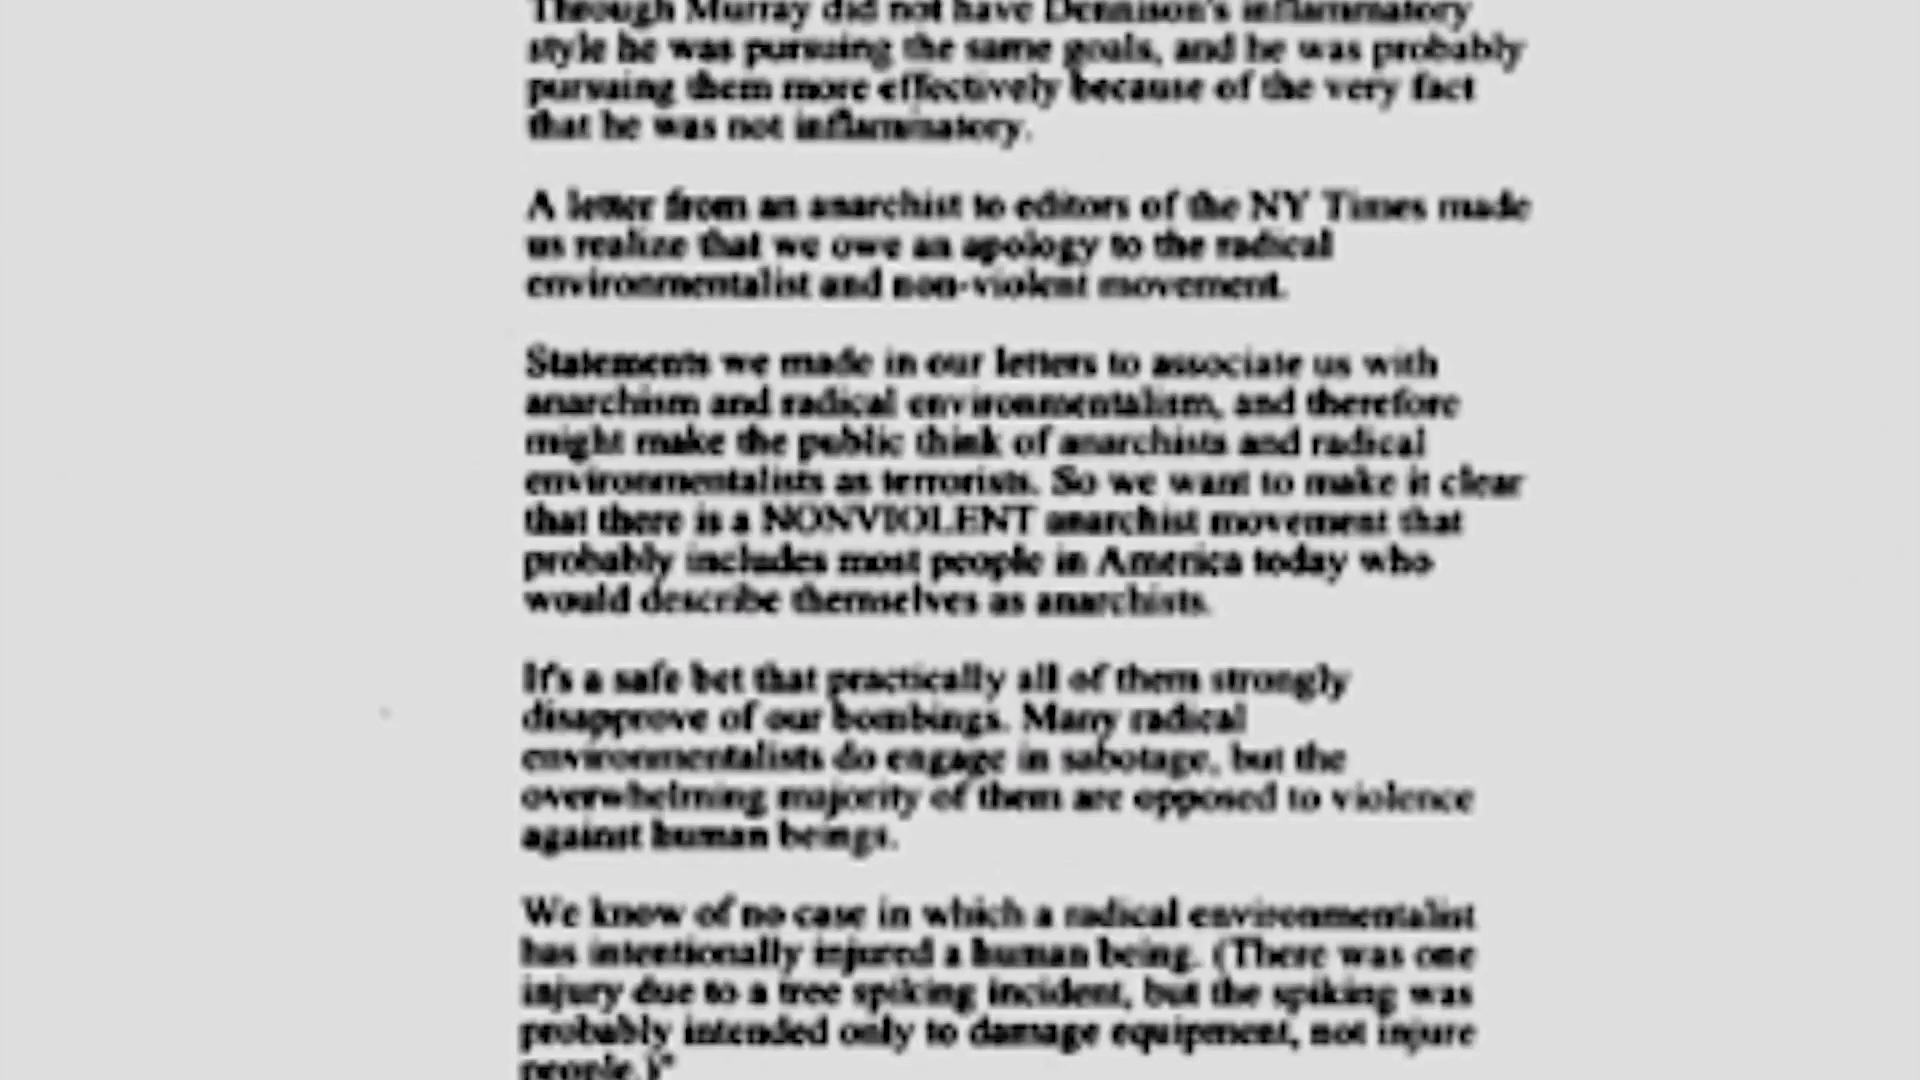 Through Murray did not have Dennison's inflammatory
style he was pursuing the same goals, and he was probably
pursuing them more effectively because of the very fact
that he was not inflammatory.
A letter from an anarchist to editors of the NY Times made
us realize that we owe an apology to the radical
environmentalist and non-violent movement.
Statements we made in our letters to associate us with
anarchism and radical environmentalism, and therefore
might make the public think of anarchists and radical
environmentalists as terrorists. So we want to make it clear
that there is a NONVIOLENT anarchist movement that
probably includes most people in America today who
would describe themselves as anarchists.
It's a safe bet that practically all of them strongly
disapprove of our bombings. Many radical
environmentalists do engage in sabotage, but the
overwhelming majority of them are opposed to violence
against human beings.
We know of no case in which a radical environmentalist
has intentionally injured a human being. (There was one
injury due to a tree spiking incident, but the spiking was
probably intended only to damage equipment, not injure
people.)"